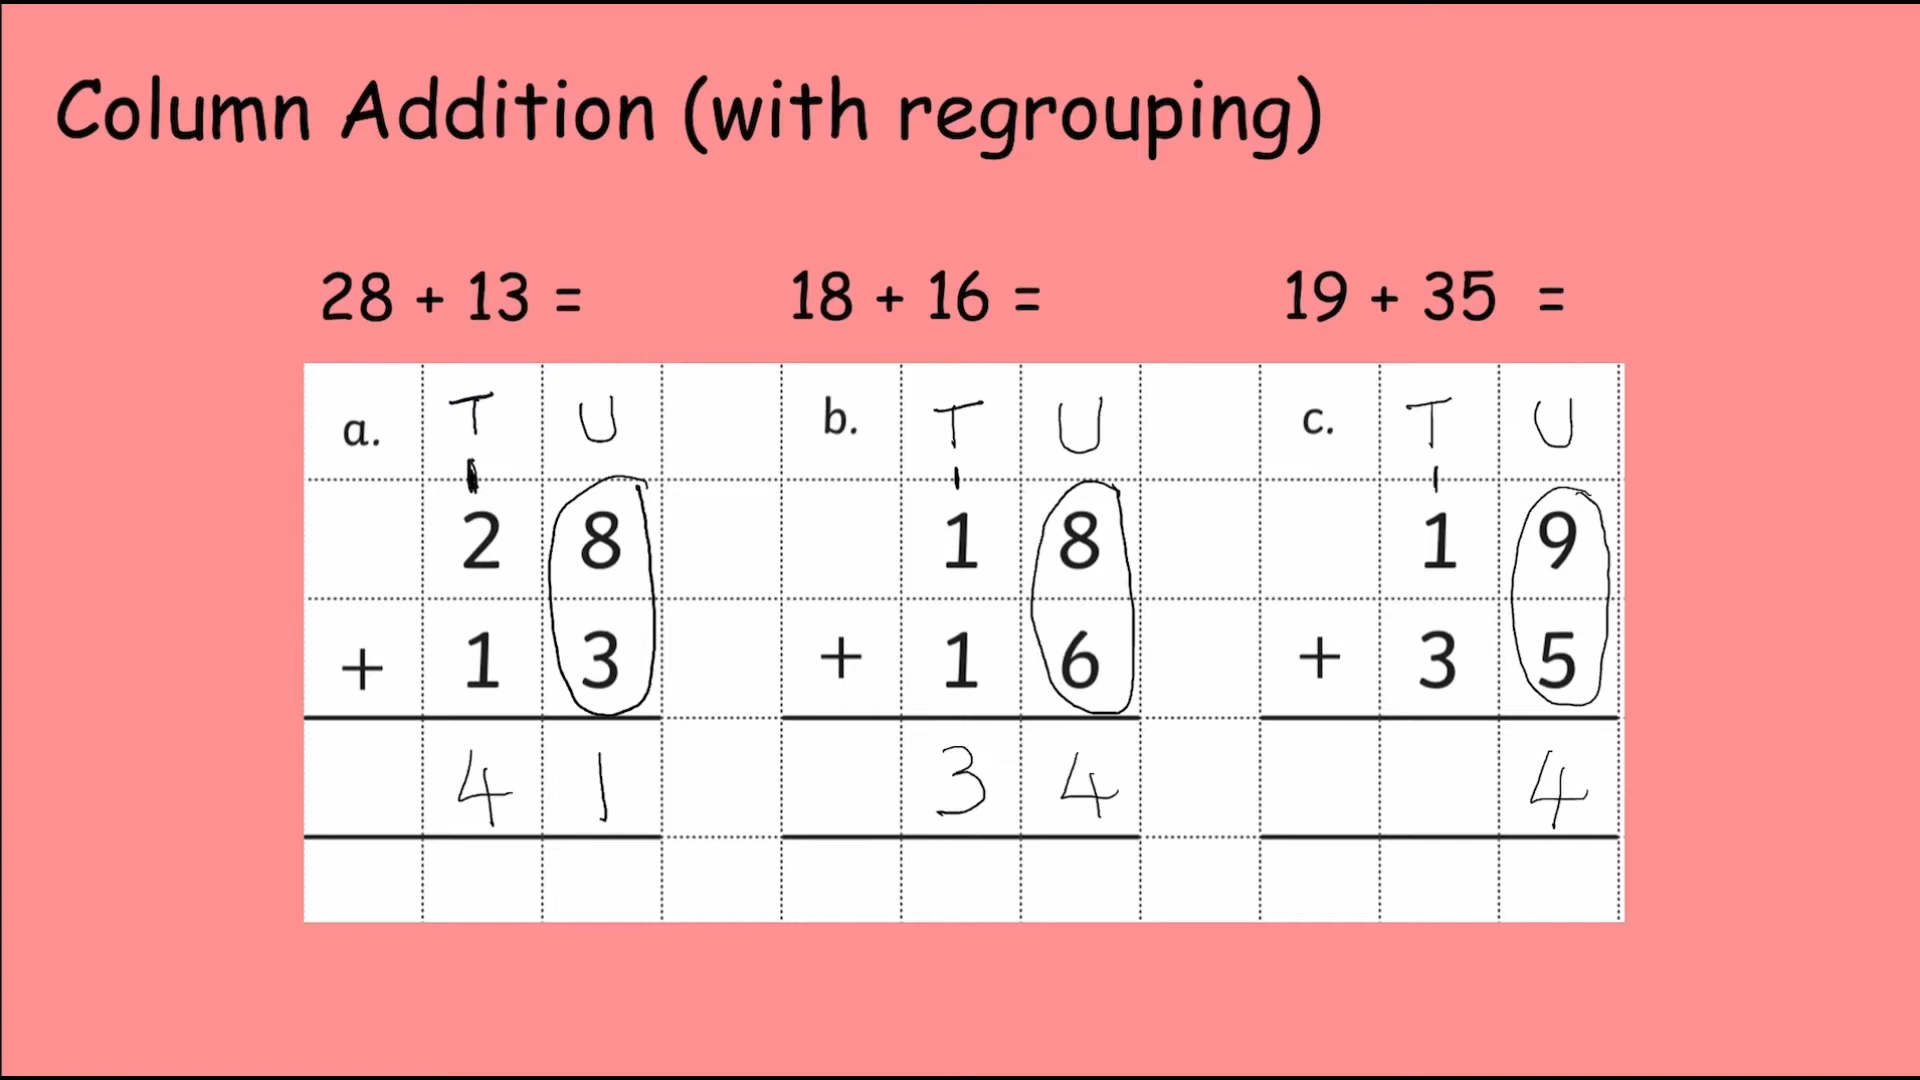 Column Addition (with regrouping)
28 + 13 = 18 + 16 = 19 + 35 =
a. T U b. T U c. T U
1 1 1
2 8 1 8 1 9
+ 1 3 + 1 6 + 3 5
4 1 3 4 4